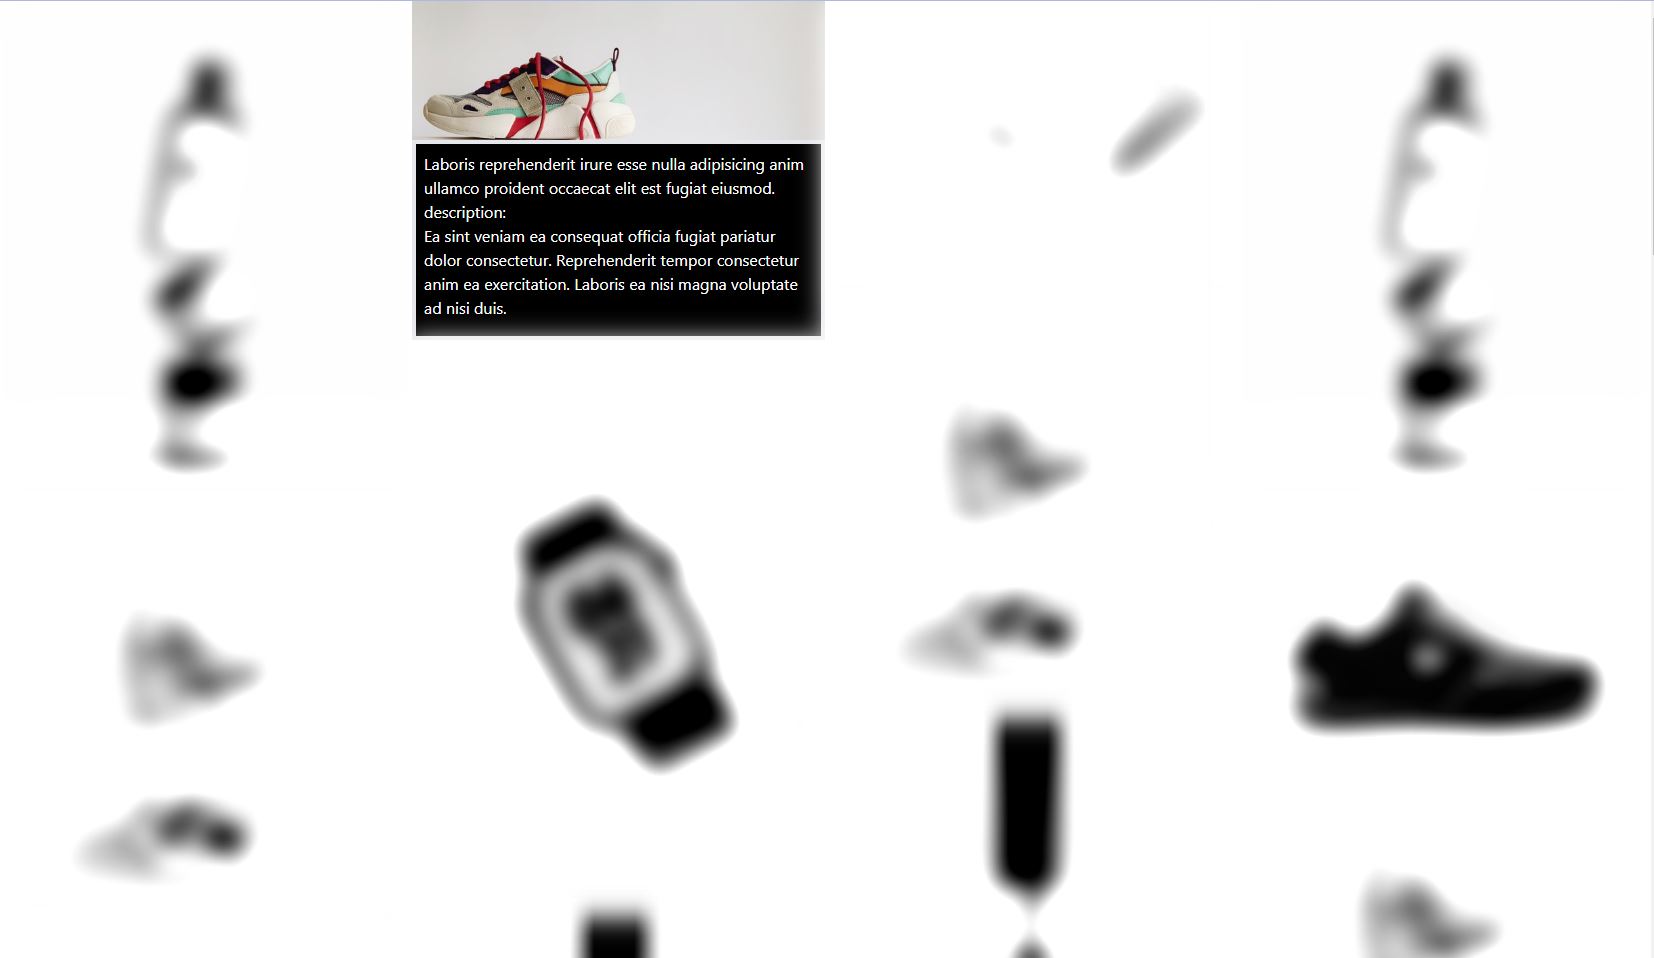 Laboris reprehenderit irure esse nulla adipisicing anim
ullamco proident occaecat elit est fugiat eiusmod.
description:
Ea sint veniam ea consequat officia fugiat pariatur
dolor consectetur. Reprehenderit tempor consectetur
anim ea exercitation. Laboris ea nisi magna voluptate
ad nisi duis.